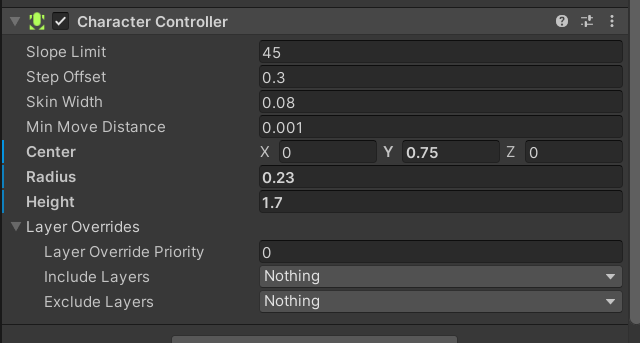 Character Controller
Slope Limit 45
Step Offset 0.3
Skin Width 0.08
Min Move Distance 0.001
Center X 0 Y 0.75 Z 0
Radius 0.23
Height 1.7
Layer Overrides
Layer Override Priority 0
Include Layers Nothing
Exclude Layers Nothing